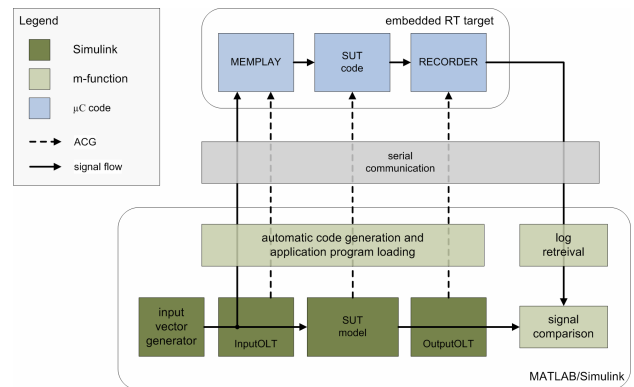 Legend
Simulink
m-function
μC code
ACG
signal flow
embedded RT target
MEMPLAY
SUT
code
RECORDER
serial
communication
automatic code generation and
application program loading
log
retreival
input
vector
generator
InputOLT
SUT
model
OutputOLT
signal
comparison
MATLAB/Simulink